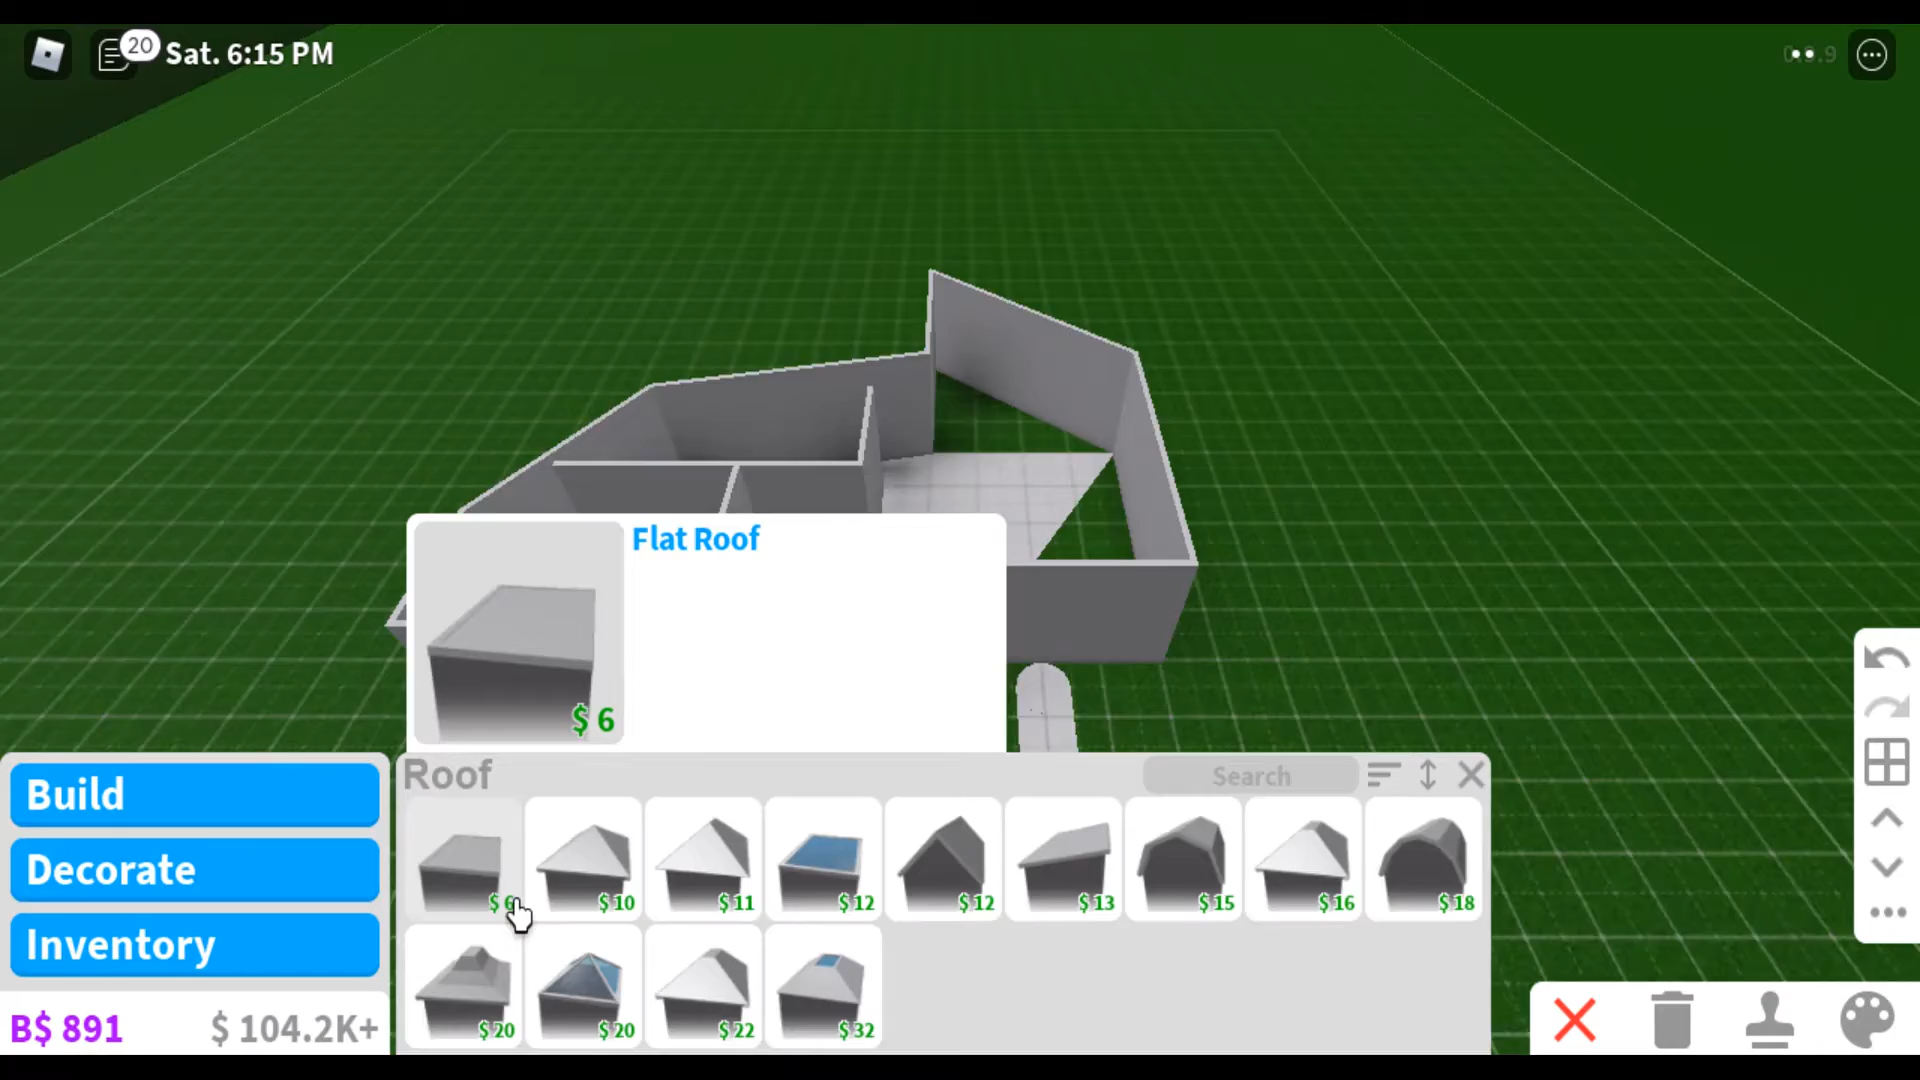 20
Sat. 6:15 PM
Flat Roof
$ 6
Roof
Search
Build
Decorate
Inventory
$ 10
$ 11
$ 12
$ 12
$ 13
$ 15
$ 16
$ 18
$ 20
$ 20
$ 22
$ 32
B$ 891
$ 104.2K+